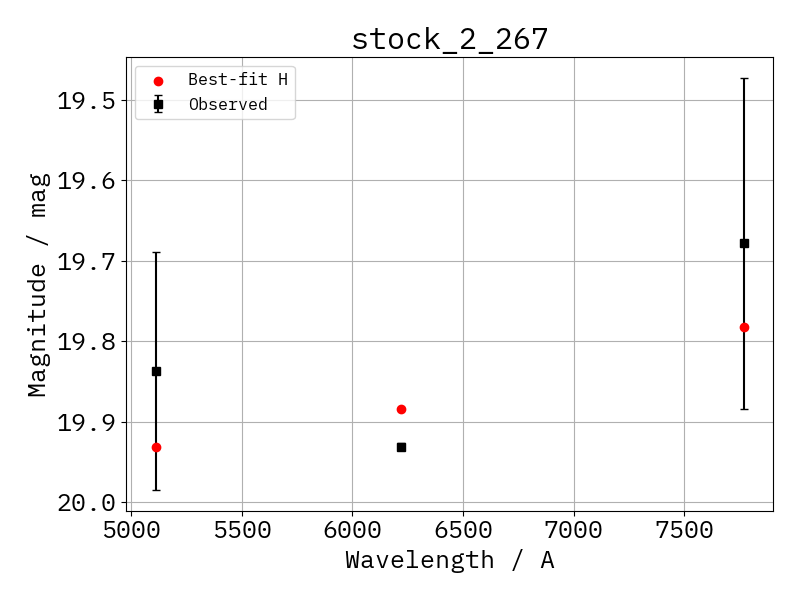 stock_2_267
Best-fit H
Observed
Magnitude / mag
19.5
19.6
19.7
19.8
19.9
20.0
5000
5500
6000
6500
7000
7500
Wavelength / A